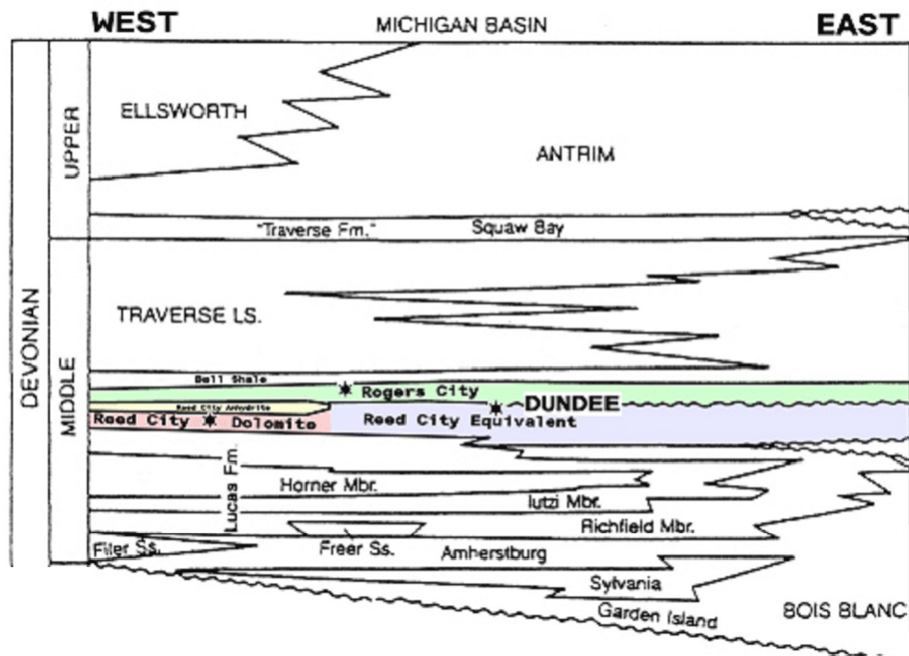 WEST
MICHIGAN BASIN
EAST
DEVONIAN
UPPER
MIDDLE
ELLSWORTH
ANTRIM
"Traverse Fm."
Squaw Bay
TRAVERSE LS.
Bell Shale
Rogers City
DUNDEE
Reed City Anhydrite
Reed City Dolomite
Reed City Equivalent
Lucas Fm.
Horner Mbr.
Iutzi Mbr.
Richfield Mbr.
Filer Ss.
Freer Ss.
Amherstburg
Sylvania
Garden Island
BOIS BLANC